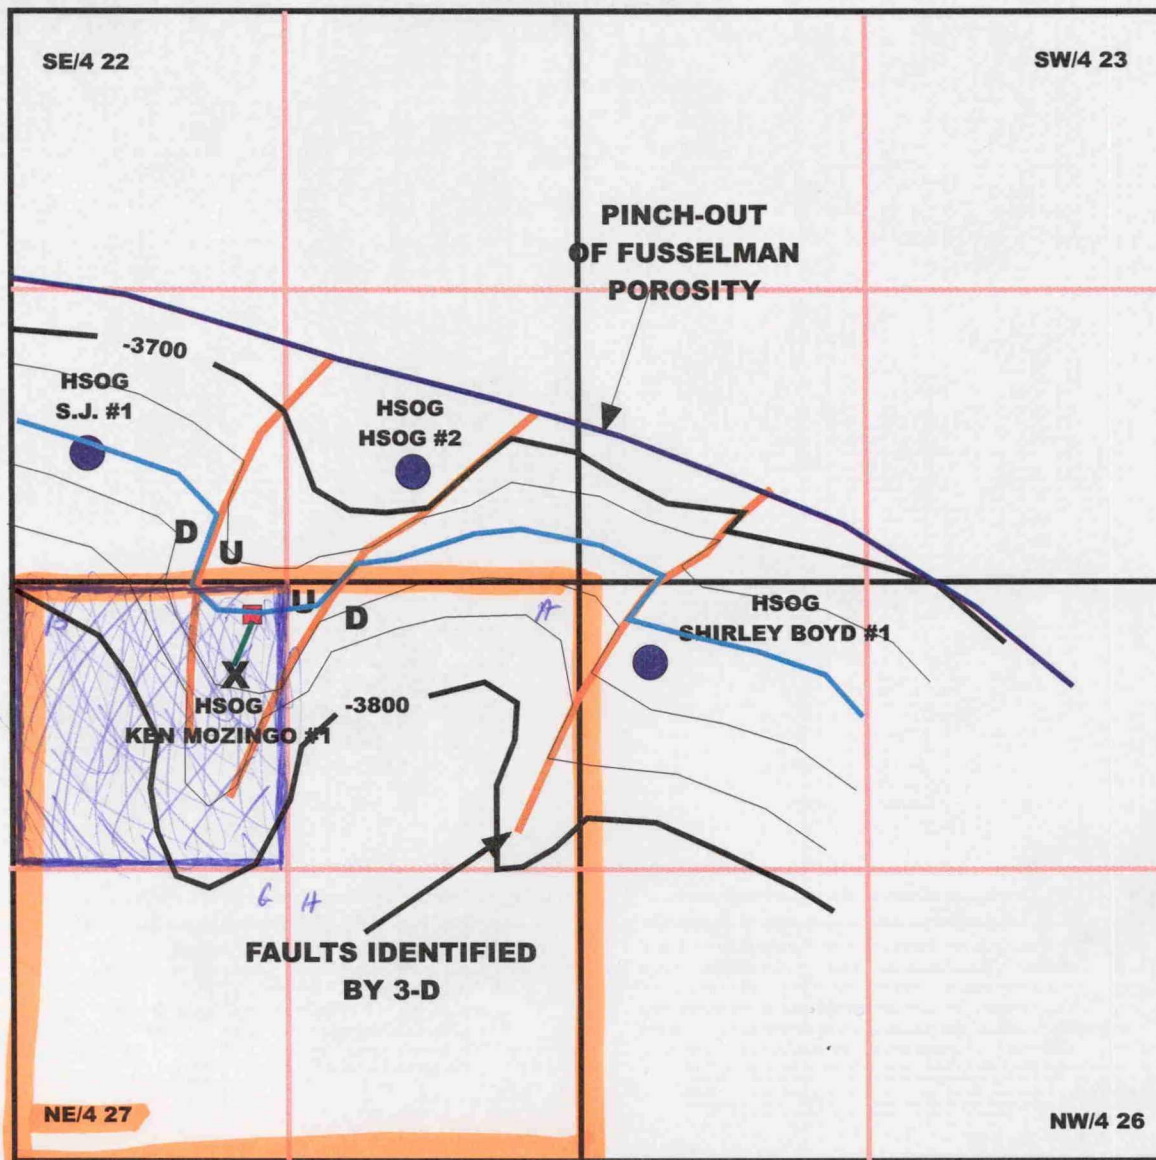 SE/4 22
SW/4 23
PINCH-OUT
OF FUSSELMAN
POROSITY
-3700
HSOG
S.J. #1
HSOG
HSOG #2
D
U
U
D
B
A
HSOG
SHIRLEY BOYD #1
X
HSOG
KEN MOZINGO #1
-3800
G H
FAULTS IDENTIFIED
BY 3-D
NE/4 27
NW/4 26